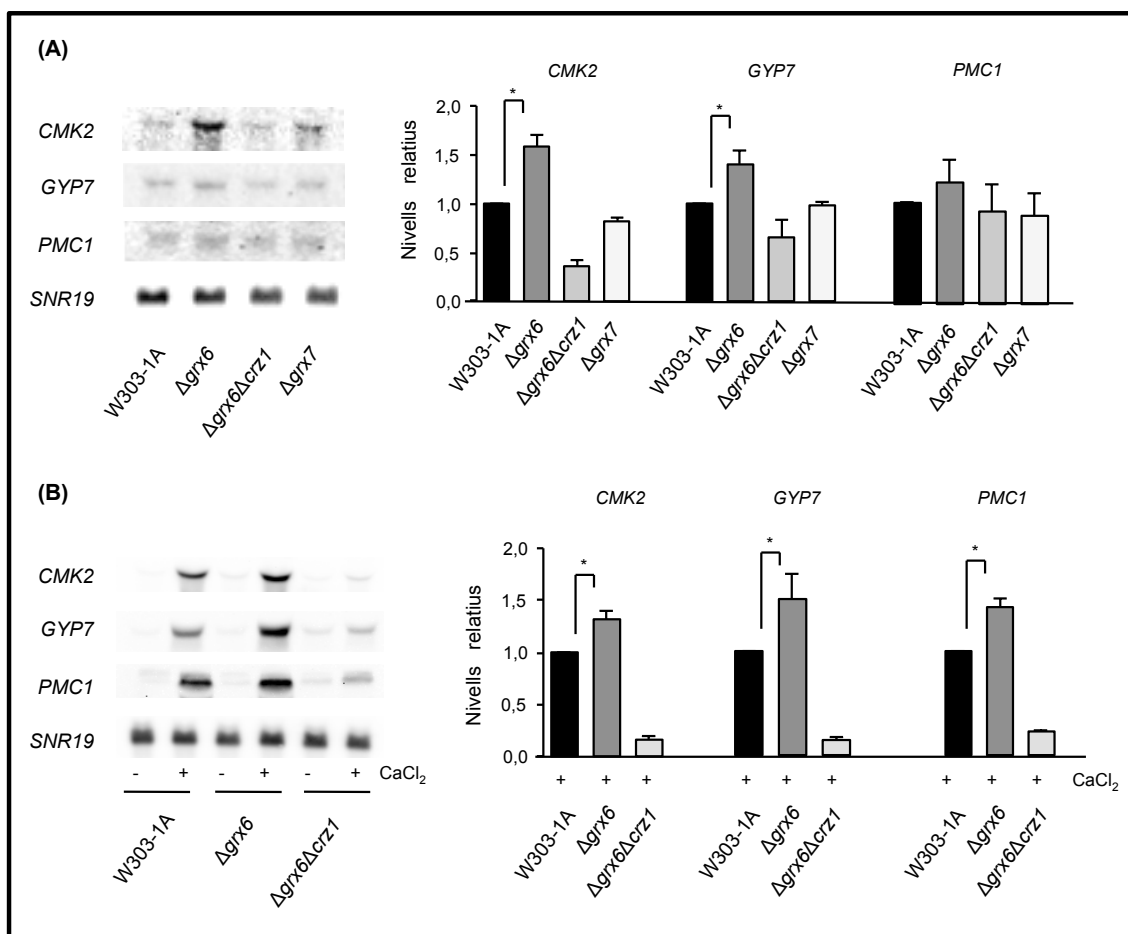 (A)
CMK2
GYP7
PMC1
SNR19
W303-1A
Δgrx6
Δgrx6Δcrz1
Δgrx7
CMK2 GYP7 PMC1
Nivells relatius
2,0
1,5
1,0
0,5
0,0
* *
W303-1A
Δgrx6
Δgrx6Δcrz1
Δgrx7
W303-1A
Δgrx6
Δgrx6Δcrz1
Δgrx7
W303-1A
Δgrx6
Δgrx6Δcrz1
Δgrx7
(B)
CMK2
GYP7
PMC1
SNR19
- + - + - + CaCl2
W303-1A
Δgrx6
Δgrx6Δcrz1
CMK2 GYP7 PMC1
Nivells relatius
2,0
1,5
1,0
0,5
0,0
* * *
+ + + + + + + + + CaCl2
W303-1A
Δgrx6
Δgrx6Δcrz1
W303-1A
Δgrx6
Δgrx6Δcrz1
W303-1A
Δgrx6
Δgrx6Δcrz1